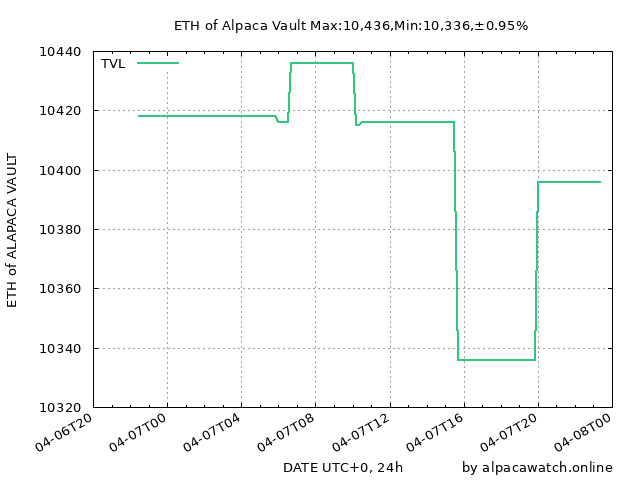 ETH of Alpaca Vault Max:10,436,Min:10,336,±0.95%
TVL
ETH of ALAPACA VAULT
10440
10420
10400
10380
10360
10340
10320
04-06T20
04-07T00
04-07T04
04-07T08
04-07T12
04-07T16
04-07T20
04-08T00
DATE UTC+0, 24h
by alpacawatch.online